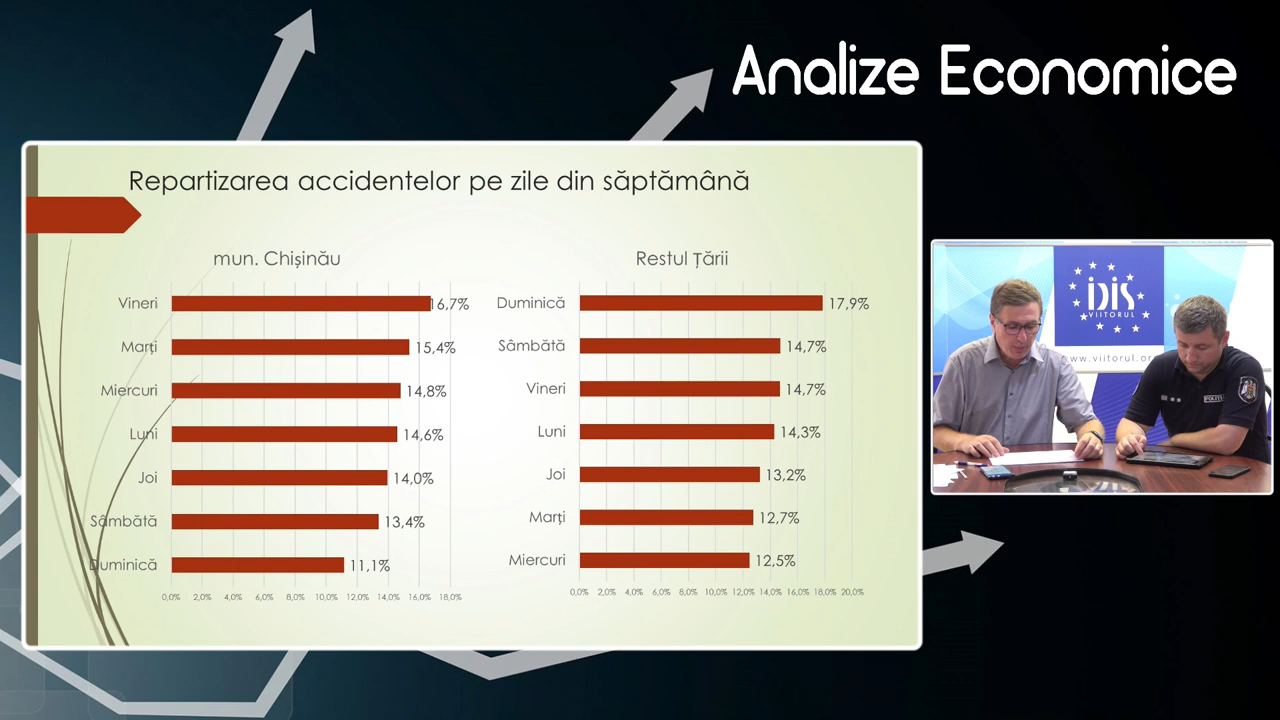 Analize Economice
Repartizarea accidentelor pe zile din săptămână
mun. Chișinău
Vineri 16,7%
Marți 15,4%
Miercuri 14,8%
Luni 14,6%
Joi 14,0%
Sâmbătă 13,4%
Duminică 11,1%
0,0% 2,0% 4,0% 6,0% 8,0% 10,0% 12,0% 14,0% 16,0% 18,0%
Restul Țării
Duminică 17,9%
Sâmbătă 14,7%
Vineri 14,7%
Luni 14,3%
Joi 13,2%
Marți 12,7%
Miercuri 12,5%
0,0% 2,0% 4,0% 6,0% 8,0% 10,0% 12,0% 14,0% 16,0% 18,0% 20,0%
IDIS
VIITORUL
www.viitorul.org